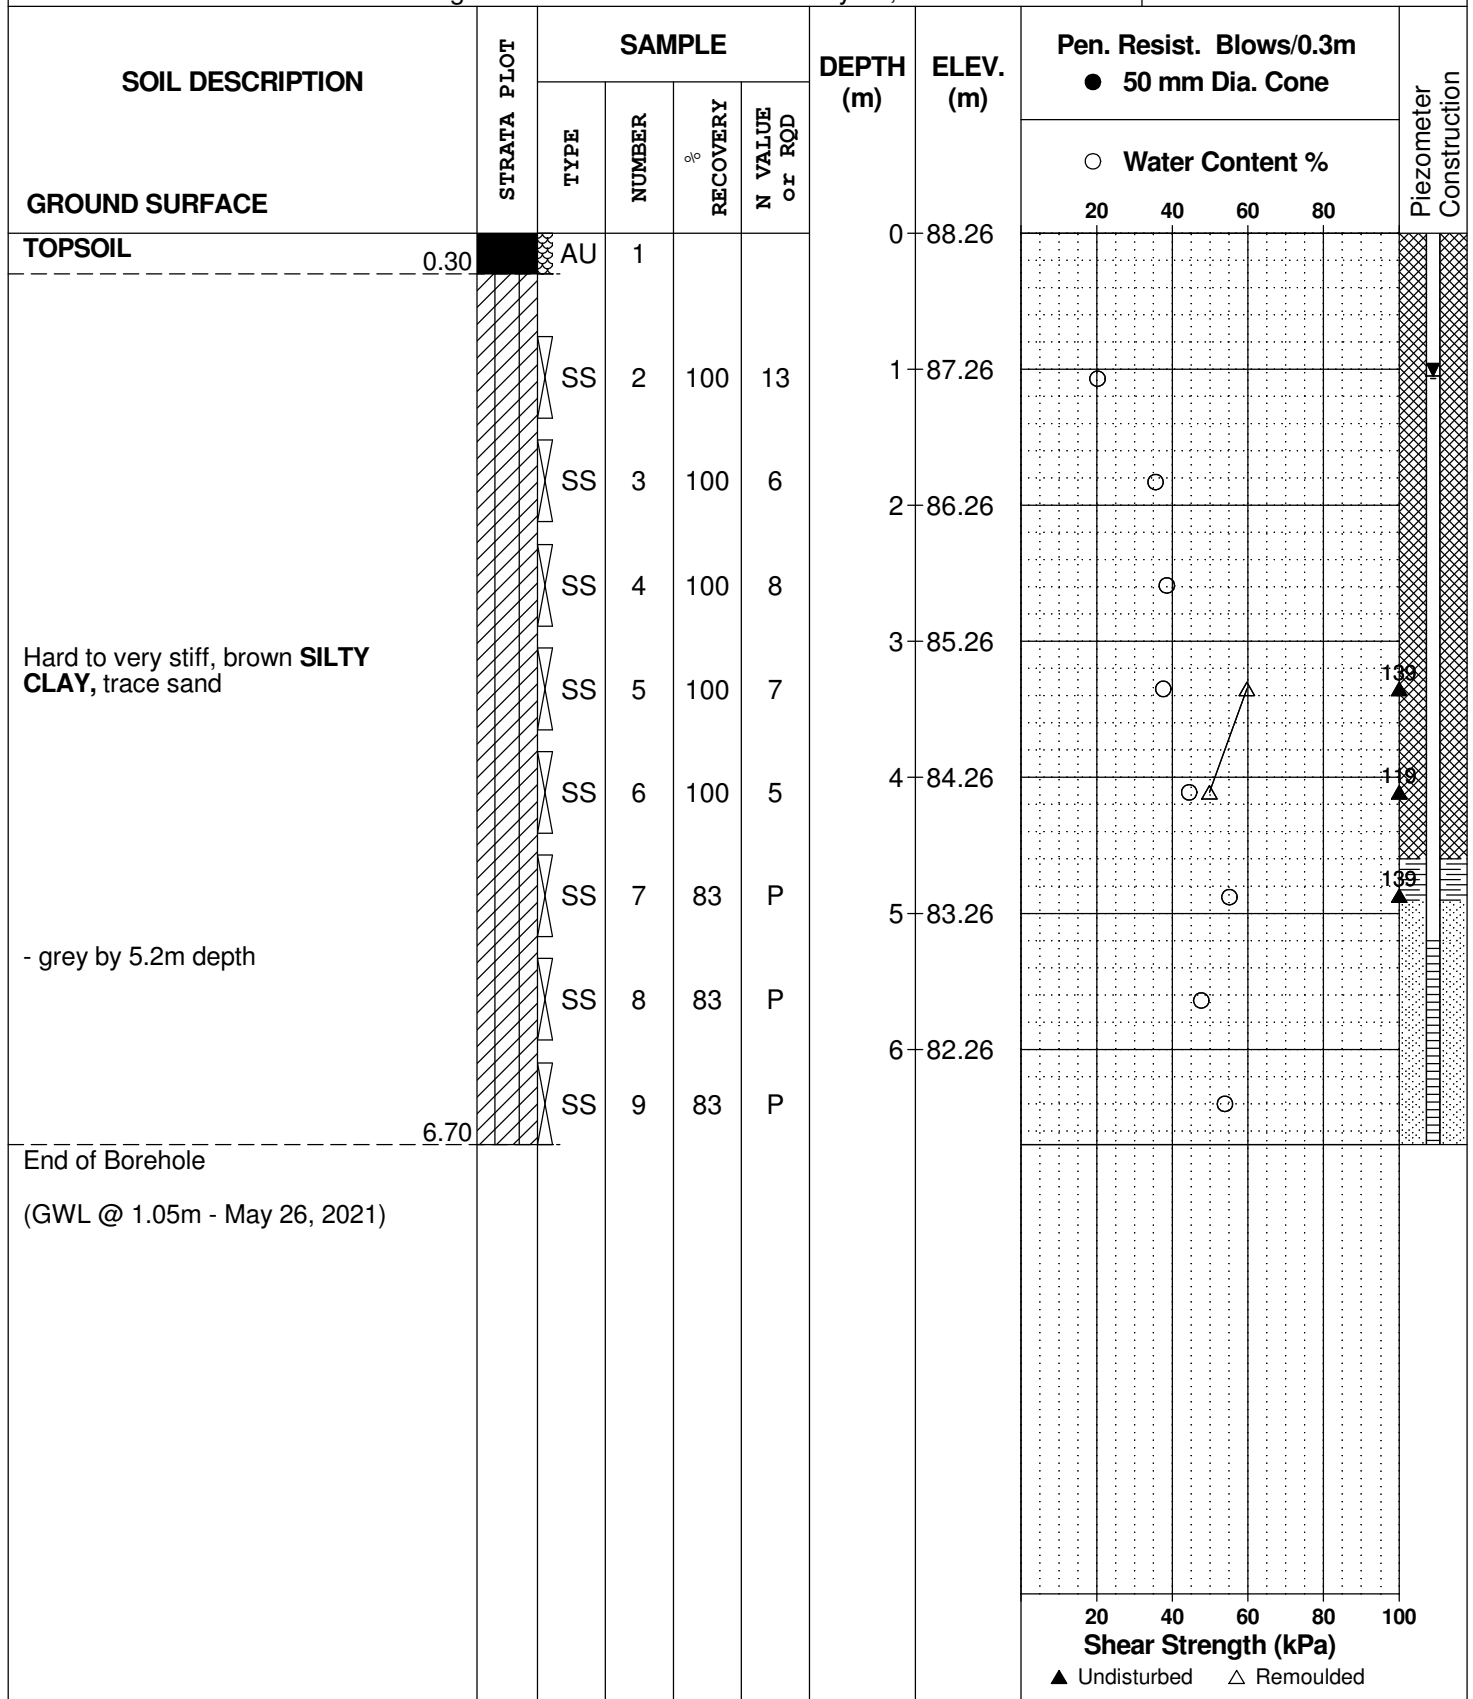 SOIL DESCRIPTION
GROUND SURFACE
STRATA PLOT
SAMPLE
TYPE
NUMBER
% RECOVERY
N VALUE or RQD
DEPTH (m)
ELEV. (m)
Pen. Resist. Blows/0.3m
● 50 mm Dia. Cone
○ Water Content %
20 40 60 80
Piezometer Construction
TOPSOIL
0.30
AU 1
0 88.26
SS 2 100 13
1 87.26
SS 3 100 6
2 86.26
SS 4 100 8
3 85.26
Hard to very stiff, brown SILTY
CLAY, trace sand
SS 5 100 7
139
4 84.26
119
SS 6 100 5
139
SS 7 83 P
5 83.26
- grey by 5.2m depth
SS 8 83 P
6 82.26
SS 9 83 P
6.70
End of Borehole
(GWL @ 1.05m - May 26, 2021)
20 40 60 80 100
Shear Strength (kPa)
▲ Undisturbed △ Remoulded